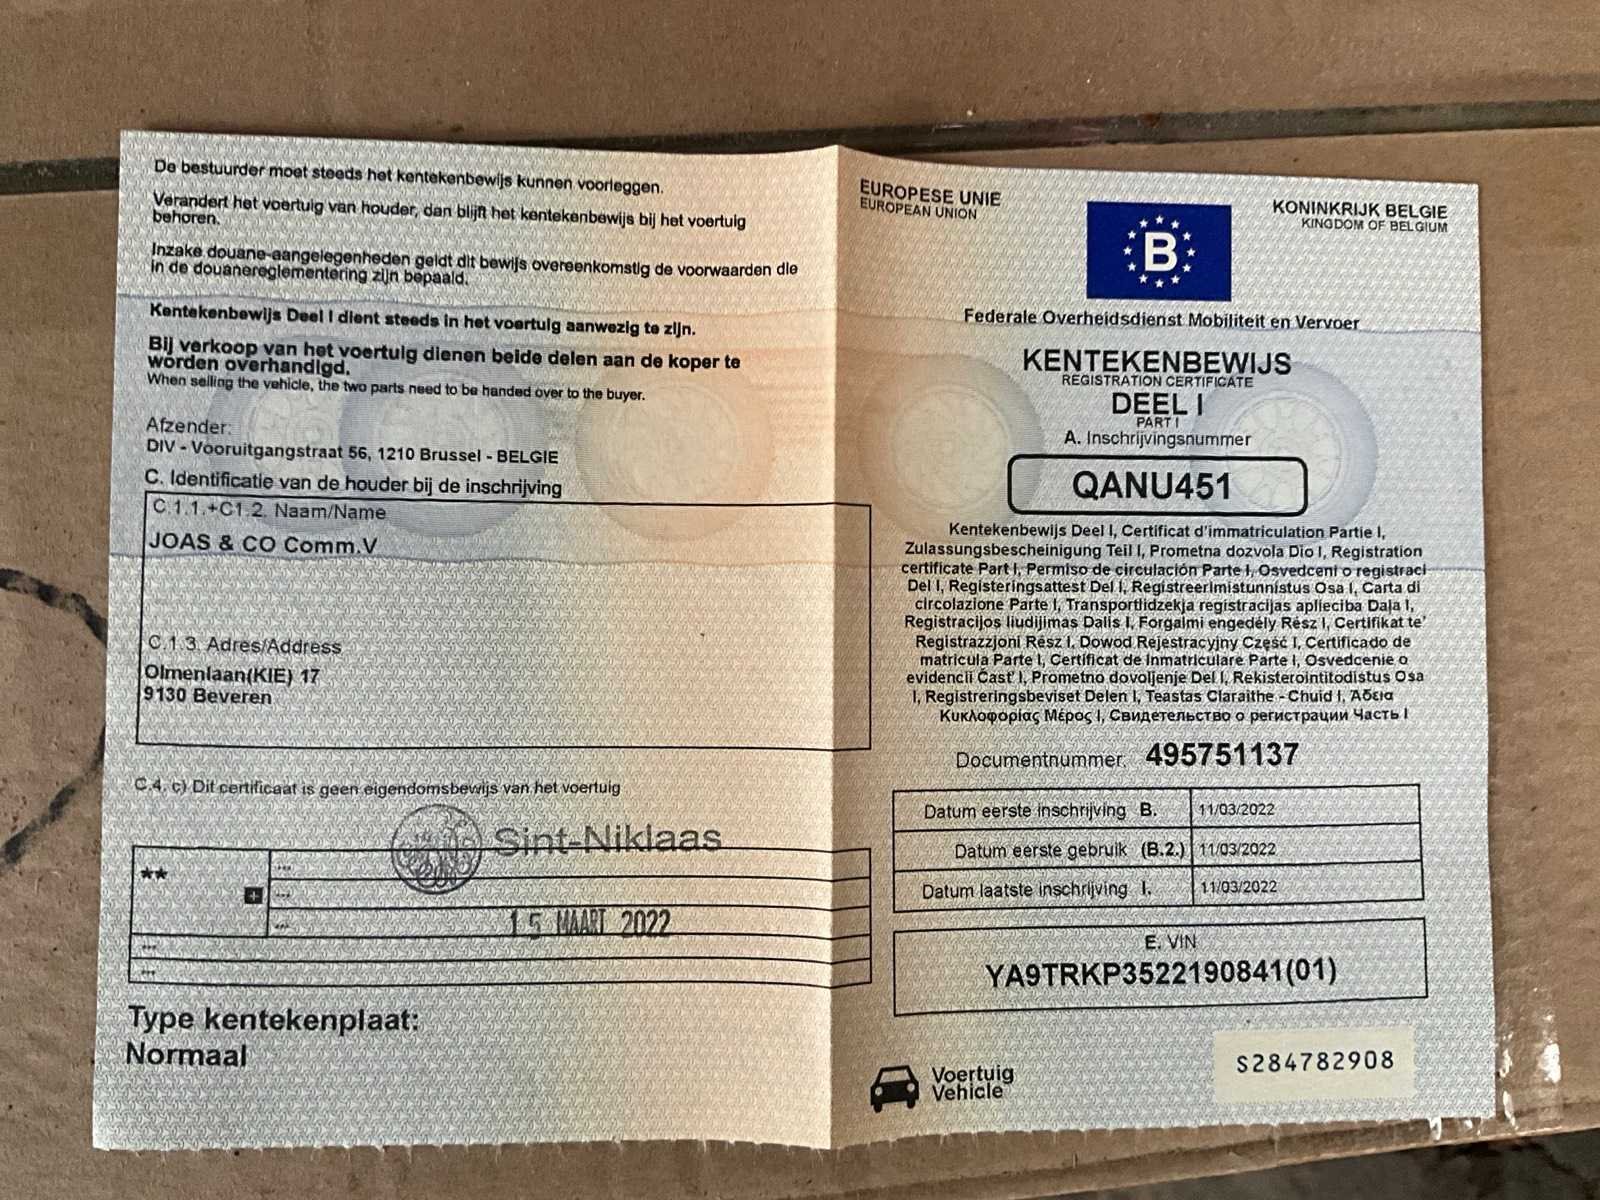 De bestuurder moet steeds het kentekenbewijs kunnen voorleggen.
Verandert het voertuig van houder, dan blijft het kentekenbewijs bij het voertuig
behoren.
Inzake douane-aangelegenheden geldt dit bewijs overeenkomstig de voorwaarden die
in de douanereglementering zijn bepaald.
Kentekenbewijs Deel I dient steeds in het voertuig aanwezig te zijn.
Bij verkoop van het voertuig dienen beide delen aan de koper te
worden overhandigd.
When selling the vehicle, the two parts need to be handed over to the buyer.
Afzender:
DIV - Vooruitgangstraat 56, 1210 Brussel - BELGIE
C. Identificatie van de houder bij de inschrijving
C.1.1.+C1.2. Naam/Name
JOAS & CO Comm.V
C.1.3. Adres/Address
Olmenlaan(KIE) 17
9130 Beveren
C.4. c) Dit certificaat is geen eigendomsbewijs van het voertuig
Sint-Niklaas
**
---
+
---
---
15 MAART 2022
---
---
Type kentekenplaat:
Normaal
EUROPESE UNIE
EUROPEAN UNION
B
KONINKRIJK BELGIE
KINGDOM OF BELGIUM
Federale Overheidsdienst Mobiliteit en Vervoer
KENTEKENBEWIJS
REGISTRATION CERTIFICATE
DEEL I
PART I
A. Inschrijvingsnummer
QANU451
Kentekenbewijs Deel I, Certificat d'immatriculation Partie I,
Zulassungsbescheinigung Teil I, Prometna dozvola Dio I, Registration
certificate Part I, Permiso de circulación Parte I, Osvedceni o registraci
Del I, Registeringsattest Del I, Registreerimistunnistus Osa I, Carta di
circolazione Parte I, Transportlidzekja registracijas aplieciba Daļa I,
Registracijos liudijimas Dalis I, Forgalmi engedély Rész I, Certifikat te'
Registrazzjoni Rész I, Dowod Rejestracyjny Część I, Certificado de
matricula Parte I, Certificat de Inmatriculare Parte I, Osvedcenie o
evidencii Čast' I, Prometno dovoljenje Del I, Rekisterointitodistus Osa
I, Registreringsbeviset Delen I, Teastas Claraithe - Chuid I, Άδεια
Κυκλοφορίας Μέρος I, Свидетельство о регистрации Часть I
Documentnummer: 495751137
Datum eerste inschrijving B. 11/03/2022
Datum eerste gebruik (B.2.) 11/03/2022
Datum laatste inschrijving I. 11/03/2022
E. VIN
YA9TRKP3522190841(01)
Voertuig
Vehicle
S284782908